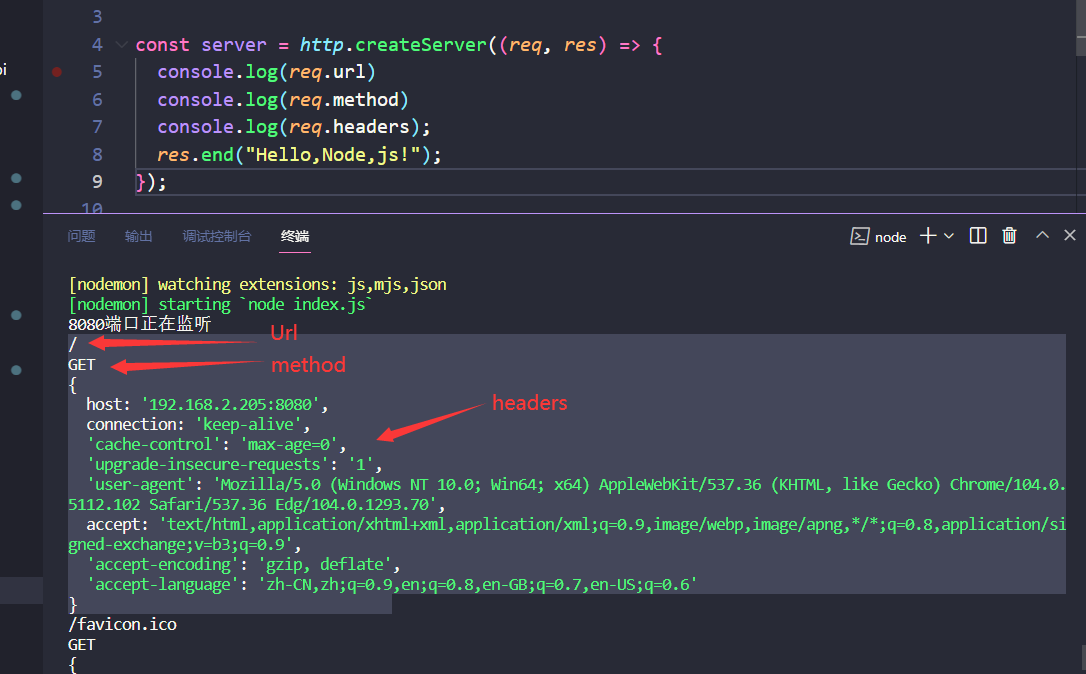 3
4 const server = http.createServer((req, res) => {
5 console.log(req.url)
6 console.log(req.method)
7 console.log(req.headers);
8 res.end("Hello,Node,js!");
9 });
10
问题 输出 调试控制台 终端 node
[nodemon] watching extensions: js,mjs,json
[nodemon] starting `node index.js`
8080端口正在监听
/ Url
GET method
{
host: '192.168.2.205:8080', headers
connection: 'keep-alive',
'cache-control': 'max-age=0',
'upgrade-insecure-requests': '1',
'user-agent': 'Mozilla/5.0 (Windows NT 10.0; Win64; x64) AppleWebKit/537.36 (KHTML, like Gecko) Chrome/104.0.
5112.102 Safari/537.36 Edg/104.0.1293.70',
accept: 'text/html,application/xhtml+xml,application/xml;q=0.9,image/webp,image/apng,*/*;q=0.8,application/si
gned-exchange;v=b3;q=0.9',
'accept-encoding': 'gzip, deflate',
'accept-language': 'zh-CN,zh;q=0.9,en;q=0.8,en-GB;q=0.7,en-US;q=0.6'
}
/favicon.ico
GET
{